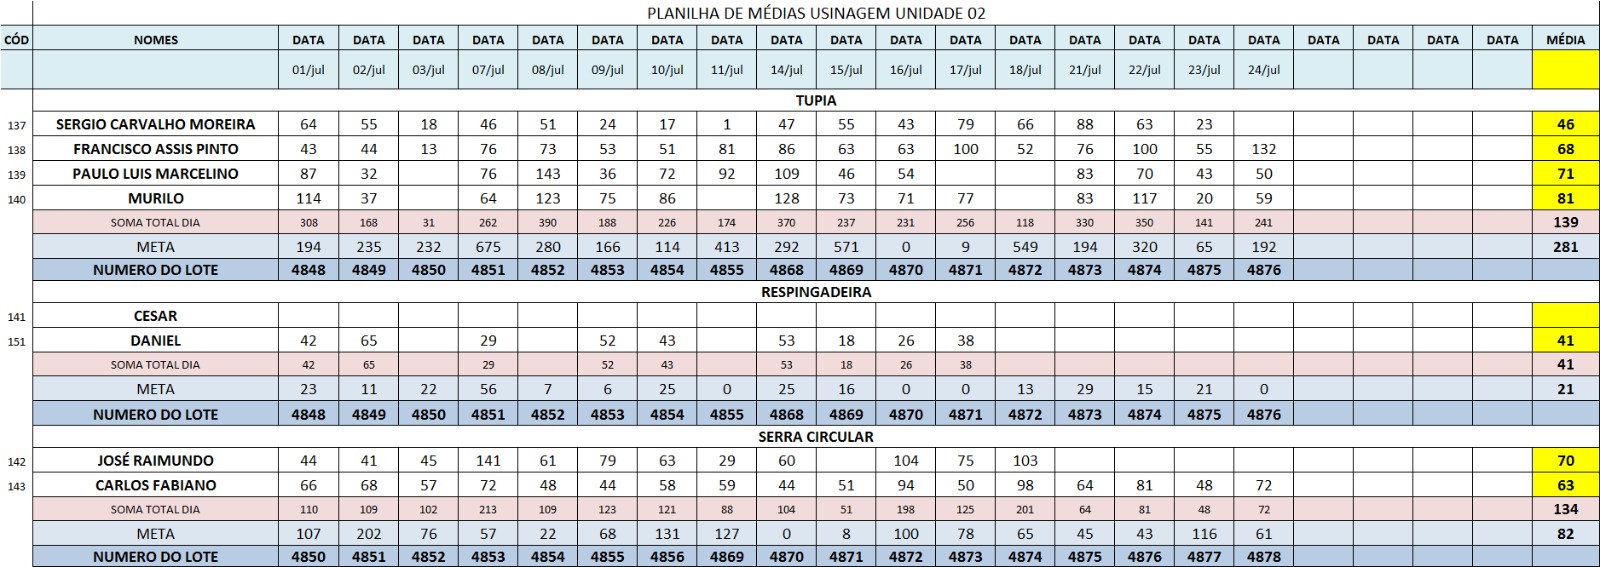 PLANILHA DE MÉDIAS USINAGEM UNIDADE 02
CÓD NOMES DATA DATA DATA DATA DATA DATA DATA DATA DATA DATA DATA DATA DATA DATA DATA DATA DATA DATA DATA DATA DATA MÉDIA
01/jul 02/jul 03/jul 07/jul 08/jul 09/jul 10/jul 11/jul 14/jul 15/jul 16/jul 17/jul 18/jul 21/jul 22/jul 23/jul 24/jul
TUPIA
137 SERGIO CARVALHO MOREIRA 64 55 18 46 51 24 17 1 47 55 43 79 66 88 63 23 46
138 FRANCISCO ASSIS PINTO 43 44 13 76 73 53 51 81 86 63 63 100 52 76 100 55 132 68
139 PAULO LUIS MARCELINO 87 32 76 143 36 72 92 109 46 54 83 70 43 50 71
140 MURILO 114 37 64 123 75 86 128 73 71 77 83 117 20 59 81
SOMA TOTAL DIA 308 168 31 262 390 188 226 174 370 237 231 256 118 330 350 141 241 139
META 194 235 232 675 280 166 114 413 292 571 0 9 549 194 320 65 192 281
NUMERO DO LOTE 4848 4849 4850 4851 4852 4853 4854 4855 4868 4869 4870 4871 4872 4873 4874 4875 4876
RESPINGADEIRA
141 CESAR
151 DANIEL 42 65 29 52 43 53 18 26 38 41
SOMA TOTAL DIA 42 65 29 52 43 53 18 26 38 41
META 23 11 22 56 7 6 25 0 25 16 0 0 13 29 15 21 0 21
NUMERO DO LOTE 4848 4849 4850 4851 4852 4853 4854 4855 4868 4869 4870 4871 4872 4873 4874 4875 4876
SERRA CIRCULAR
142 JOSÉ RAIMUNDO 44 41 45 141 61 79 63 29 60 104 75 103 70
143 CARLOS FABIANO 66 68 57 72 48 44 58 59 44 51 94 50 98 64 81 48 72 63
SOMA TOTAL DIA 110 109 102 213 109 123 121 88 104 51 198 125 201 64 81 48 72 134
META 107 202 76 57 22 68 131 127 0 8 100 78 65 45 43 116 61 82
NUMERO DO LOTE 4850 4851 4852 4853 4854 4855 4856 4869 4870 4871 4872 4873 4874 4875 4876 4877 4878